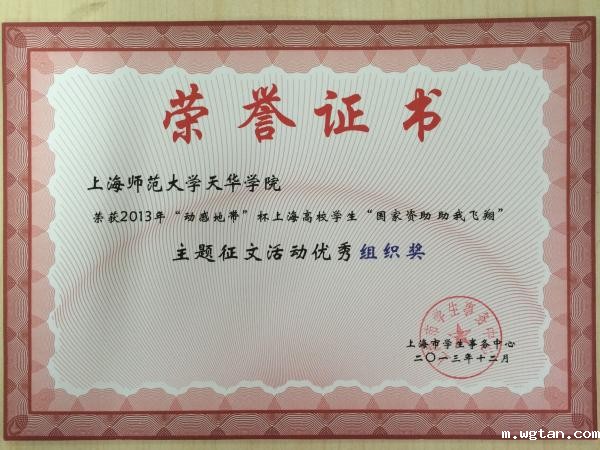 荣誉证书
上海师范大学天华学院
荣获2013年“动感地带”杯上海高校学生“国家资助 助我飞翔”
主题征文活动优秀组织奖
上海市学生事务中心
二〇一三年十二月
m.wgtan.com